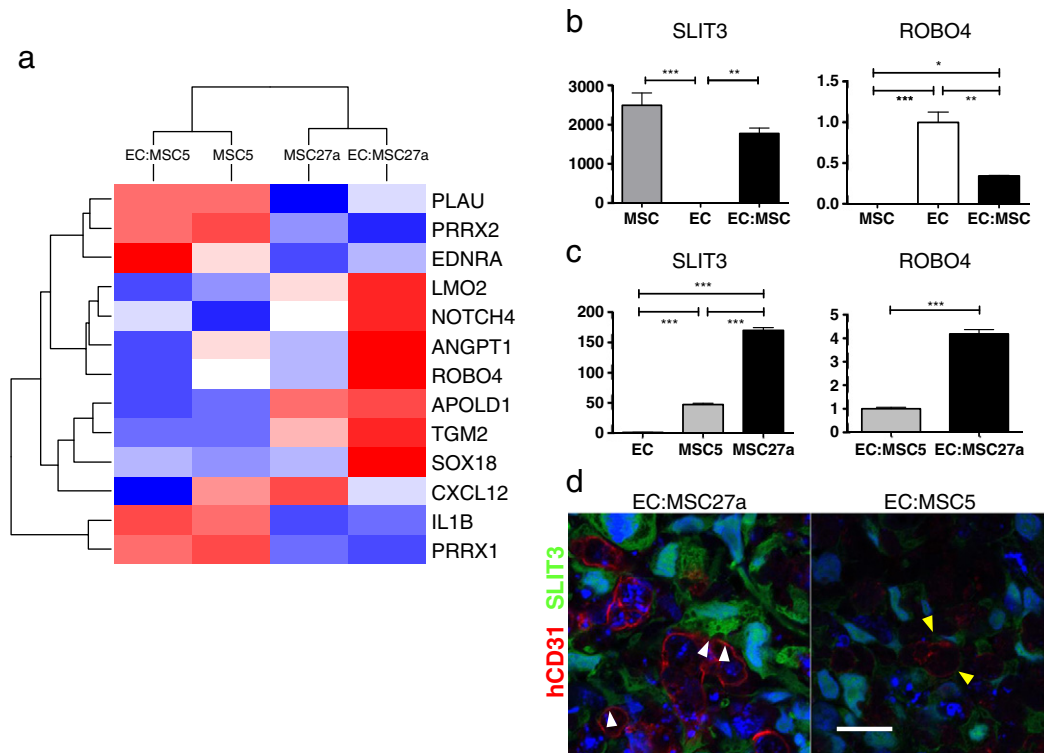 a
EC:MSC5 MSC5 MSC27a EC:MSC27a
PLAU
PRRX2
EDNRA
LMO2
NOTCH4
ANGPT1
ROBO4
APOLD1
TGM2
SOX18
CXCL12
IL1B
PRRX1
b
SLIT3
3000
2000
1000
0
*** **
MSC EC EC:MSC
ROBO4
1.5
1.0
0.5
0.0
*
*** **
MSC EC EC:MSC
c
SLIT3
200
150
100
50
0
***
*** ***
EC MSC5 MSC27a
ROBO4
5
4
3
2
1
0
***
EC:MSC5 EC:MSC27a
d
EC:MSC27a EC:MSC5
hCD31 SLIT3